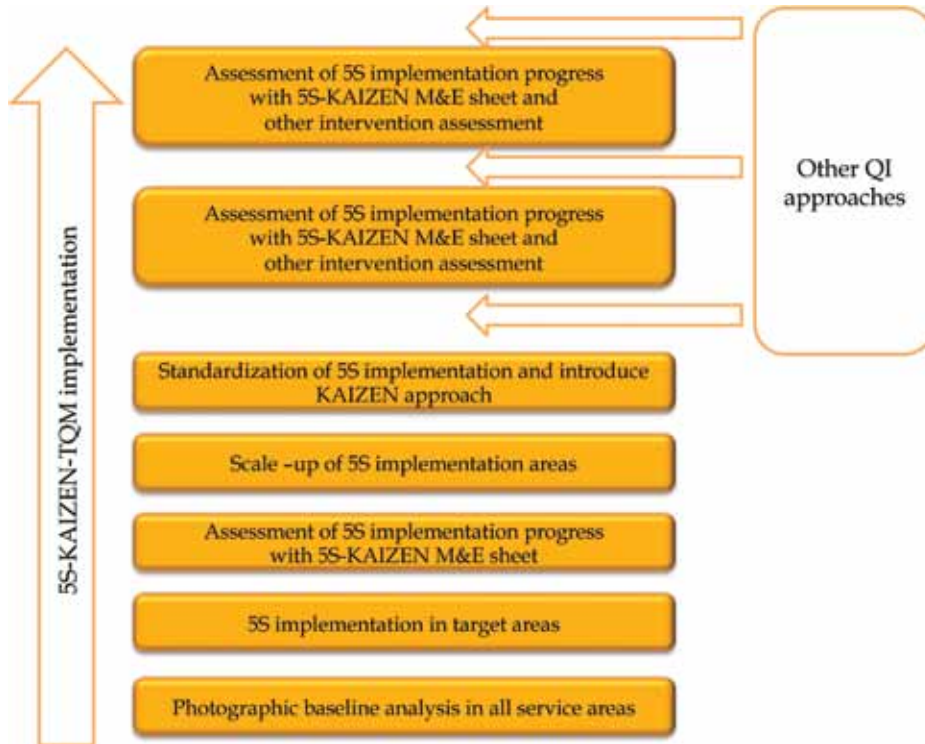 Assessment of 5S implementation progress
with 5S-KAIZEN M&E sheet and
other intervention assessment
Assessment of 5S implementation progress
with 5S-KAIZEN M&E sheet and
other intervention assessment
Standardization of 5S implementation and introduce
KAIZEN approach
Scale –up of 5S implementation areas
Assessment of 5S implementation progress
with 5S-KAIZEN M&E sheet
5S implementation in target areas
Photographic baseline analysis in all service areas
5S-KAIZEN-TQM implementation
Other QI
approaches